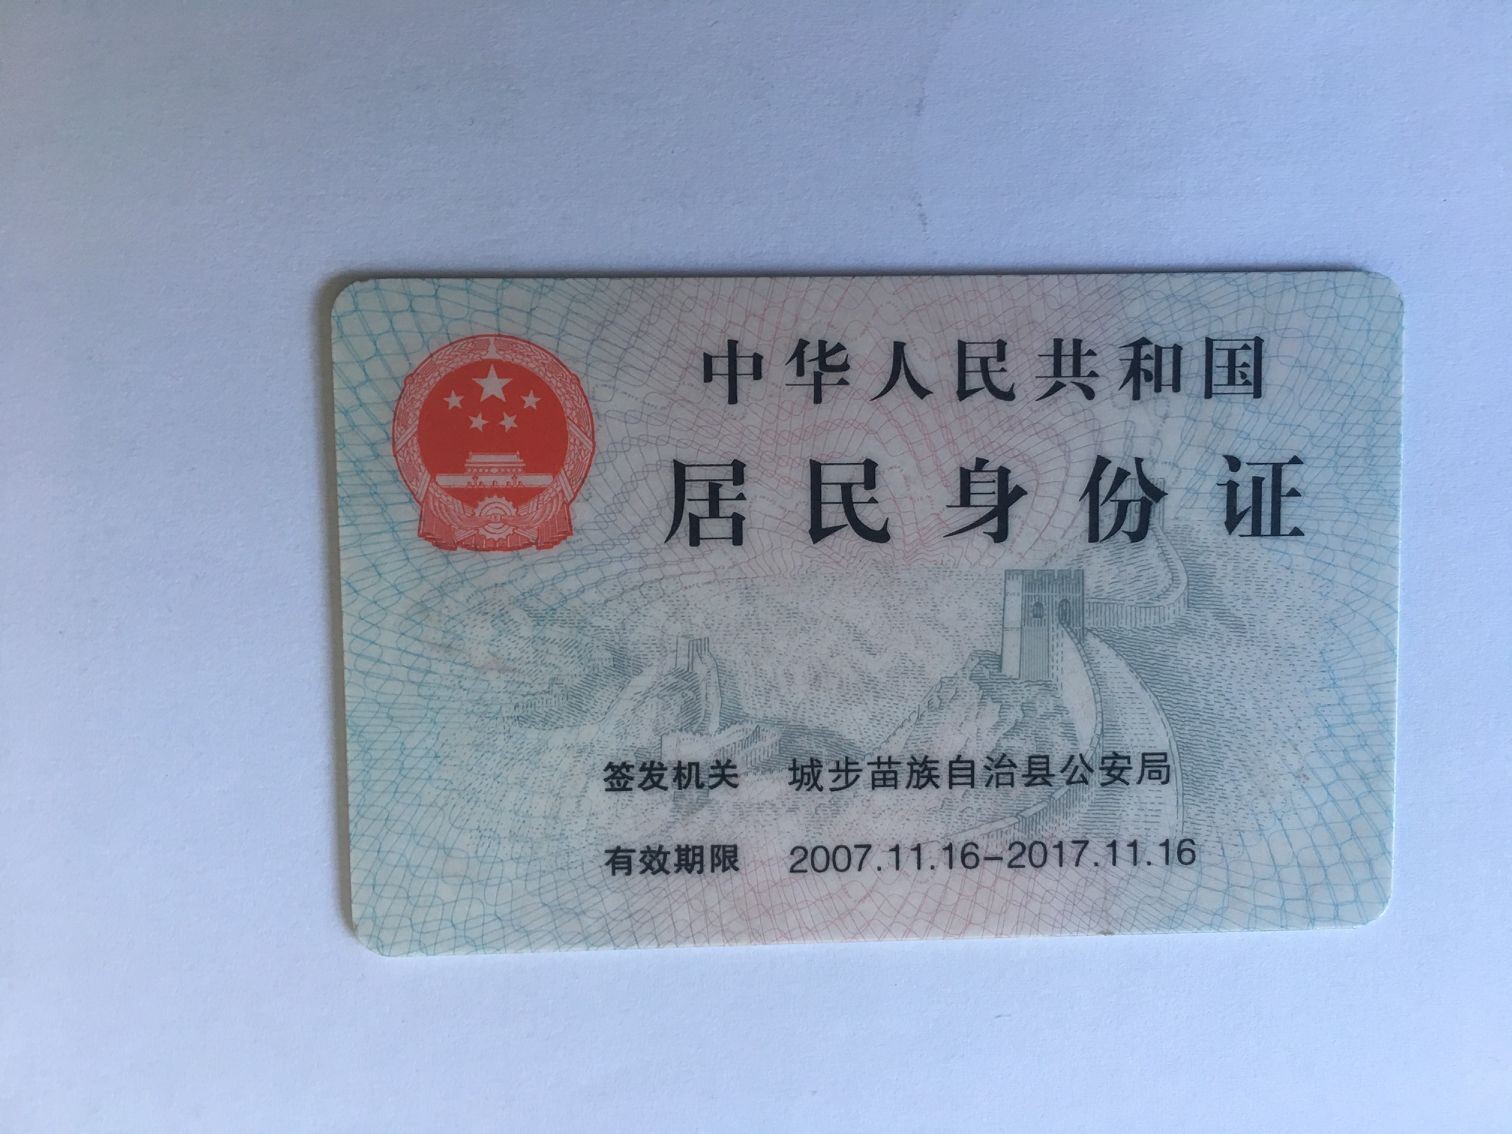 中华人民共和国
居民身份证
签发机关 城步苗族自治县公安局
有效期限 2007.11.16-2017.11.16